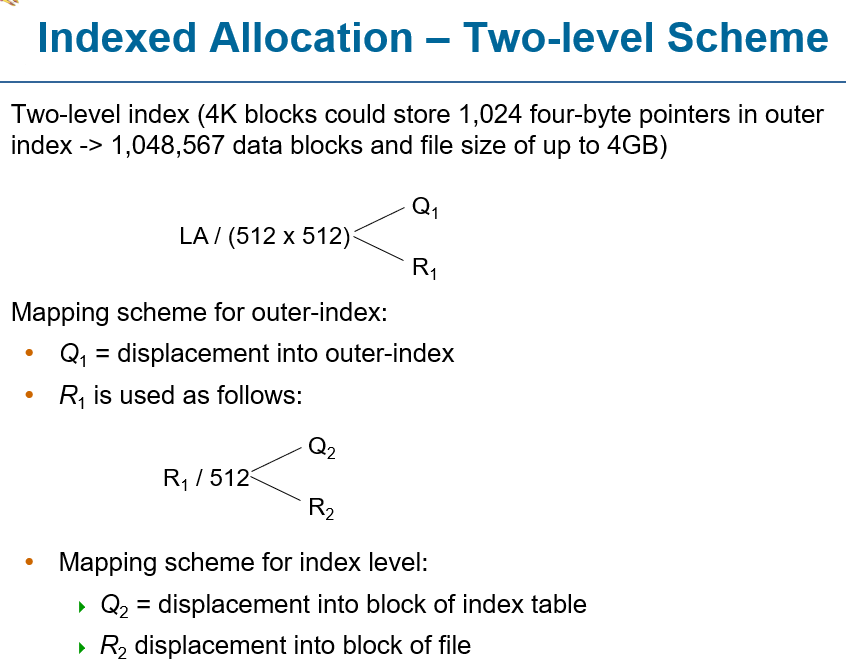 Indexed Allocation – Two-level Scheme
Two-level index (4K blocks could store 1,024 four-byte pointers in outer
index -> 1,048,567 data blocks and file size of up to 4GB)
Q1
LA / (512 x 512)
R1
Mapping scheme for outer-index:
• Q1 = displacement into outer-index
• R1 is used as follows:
Q2
R1 / 512
R2
• Mapping scheme for index level:
Q2 = displacement into block of index table
R2 displacement into block of file